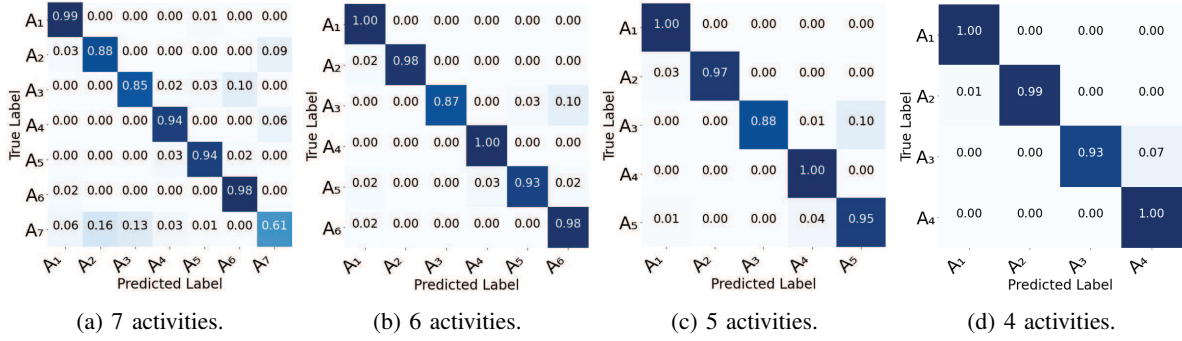 True Label
A₁ 0.99 0.00 0.00 0.00 0.01 0.00 0.00
A₂ 0.03 0.88 0.00 0.00 0.00 0.00 0.09
A₃ 0.00 0.00 0.85 0.02 0.03 0.10 0.00
A₄ 0.00 0.00 0.00 0.94 0.00 0.00 0.06
A₅ 0.00 0.00 0.00 0.03 0.94 0.02 0.00
A₆ 0.02 0.00 0.00 0.00 0.00 0.98 0.00
A₇ 0.06 0.16 0.13 0.03 0.01 0.00 0.61
A₁ A₂ A₃ A₄ A₅ A₆ A₇
Predicted Label
(a) 7 activities.
True Label
A₁ 1.00 0.00 0.00 0.00 0.00 0.00
A₂ 0.02 0.98 0.00 0.00 0.00 0.00
A₃ 0.00 0.00 0.87 0.00 0.03 0.10
A₄ 0.00 0.00 0.00 1.00 0.00 0.00
A₅ 0.02 0.00 0.00 0.03 0.93 0.02
A₆ 0.02 0.00 0.00 0.00 0.00 0.98
A₁ A₂ A₃ A₄ A₅ A₆
Predicted Label
(b) 6 activities.
True Label
A₁ 1.00 0.00 0.00 0.00 0.00
A₂ 0.03 0.97 0.00 0.00 0.00
A₃ 0.00 0.00 0.88 0.01 0.10
A₄ 0.00 0.00 0.00 1.00 0.00
A₅ 0.01 0.00 0.00 0.04 0.95
A₁ A₂ A₃ A₄ A₅
Predicted Label
(c) 5 activities.
True Label
A₁ 1.00 0.00 0.00 0.00
A₂ 0.01 0.99 0.00 0.00
A₃ 0.00 0.00 0.93 0.07
A₄ 0.00 0.00 0.00 1.00
A₁ A₂ A₃ A₄
Predicted Label
(d) 4 activities.